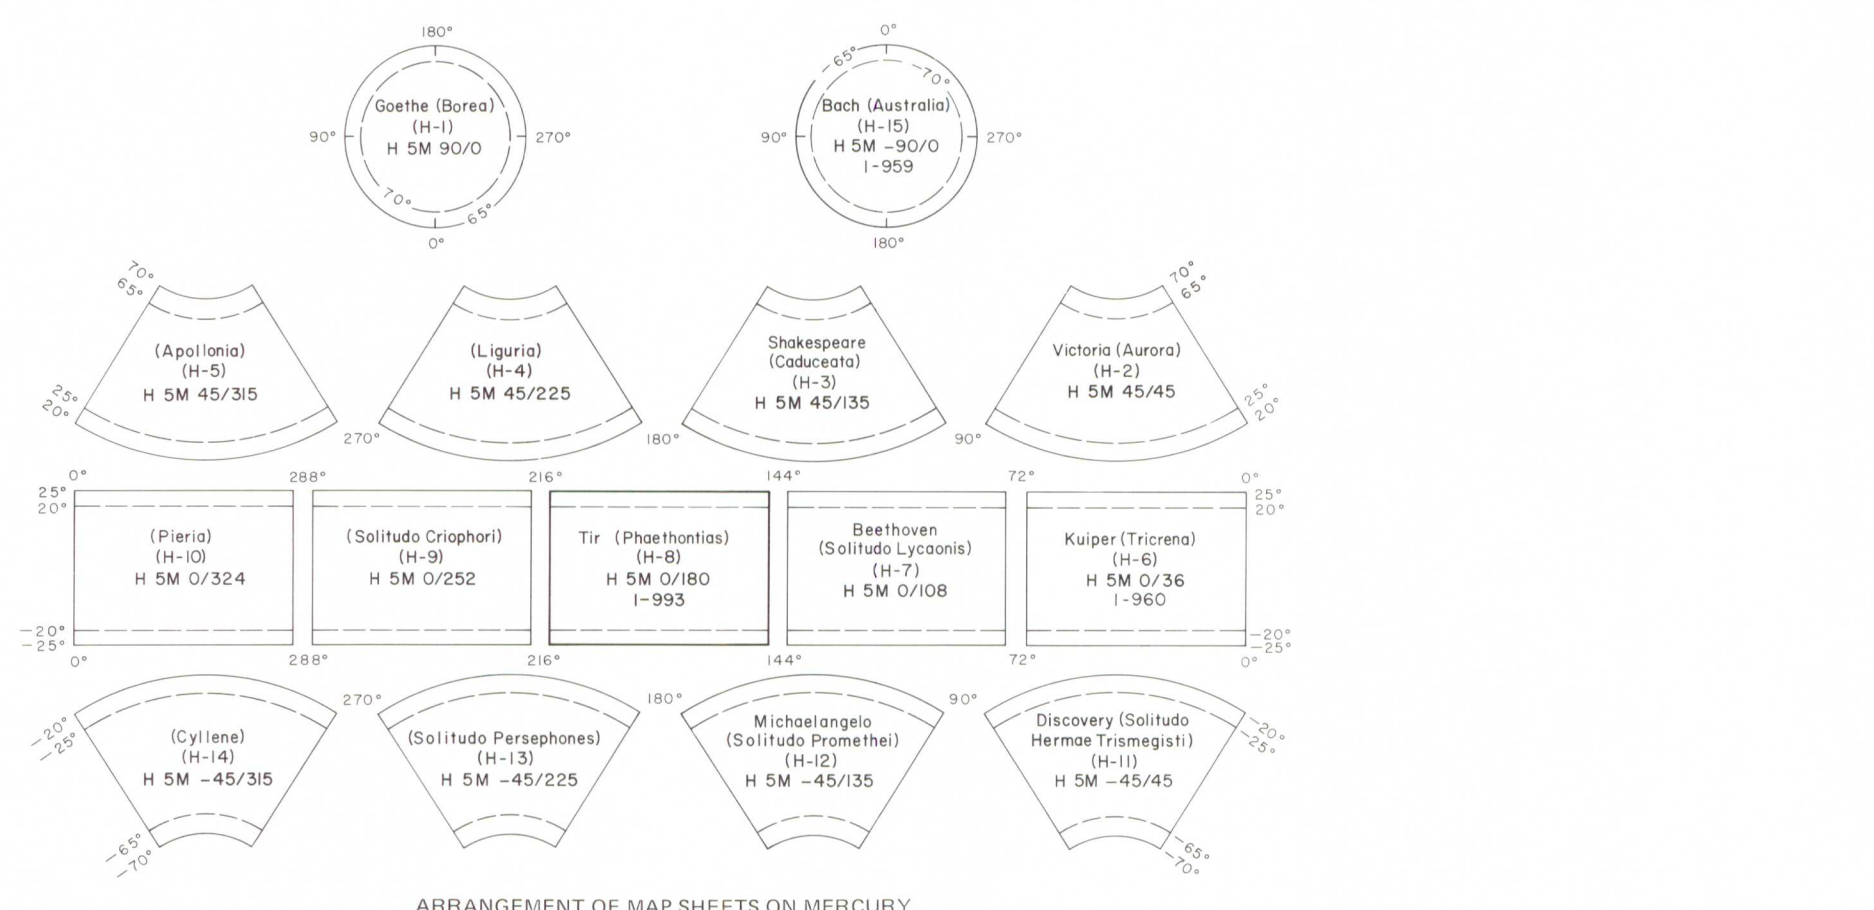 180°
Goethe (Borea)
(H-1)
H 5M 90/0
90°
270°
70°
65°
0°
0°
-65°
-70°
Bach (Australia)
(H-15)
H 5M -90/0
I-959
90°
270°
180°
70°
65°
(Apollonia)
(H-5)
H 5M 45/315
25°
20°
270°
(Liguria)
(H-4)
H 5M 45/225
180°
Shakespeare
(Caduceata)
(H-3)
H 5M 45/135
90°
70°
65°
Victoria (Aurora)
(H-2)
H 5M 45/45
25°
20°
0° 288° 216° 144° 72° 0°
25°
20°
(Pieria)
(H-10)
H 5M 0/324
-20°
-25°
(Solitudo Criophori)
(H-9)
H 5M 0/252
Tir (Phaethontias)
(H-8)
H 5M 0/180
I-993
Beethoven
(Solitudo Lycaonis)
(H-7)
H 5M 0/108
Kuiper (Tricrena)
(H-6)
H 5M 0/36
I-960
25°
20°
-20°
-25°
0° 288° 216° 144° 72° 0°
-20°
-25°
(Cyllene)
(H-14)
H 5M -45/315
-65°
-70°
270°
(Solitudo Persephones)
(H-13)
H 5M -45/225
180°
Michaelangelo
(Solitudo Promethei)
(H-12)
H 5M -45/135
90°
Discovery (Solitudo
Hermae Trismegisti)
(H-11)
H 5M -45/45
-20°
-25°
-65°
-70°
ARRANGEMENT OF MAP SHEETS ON MERCURY